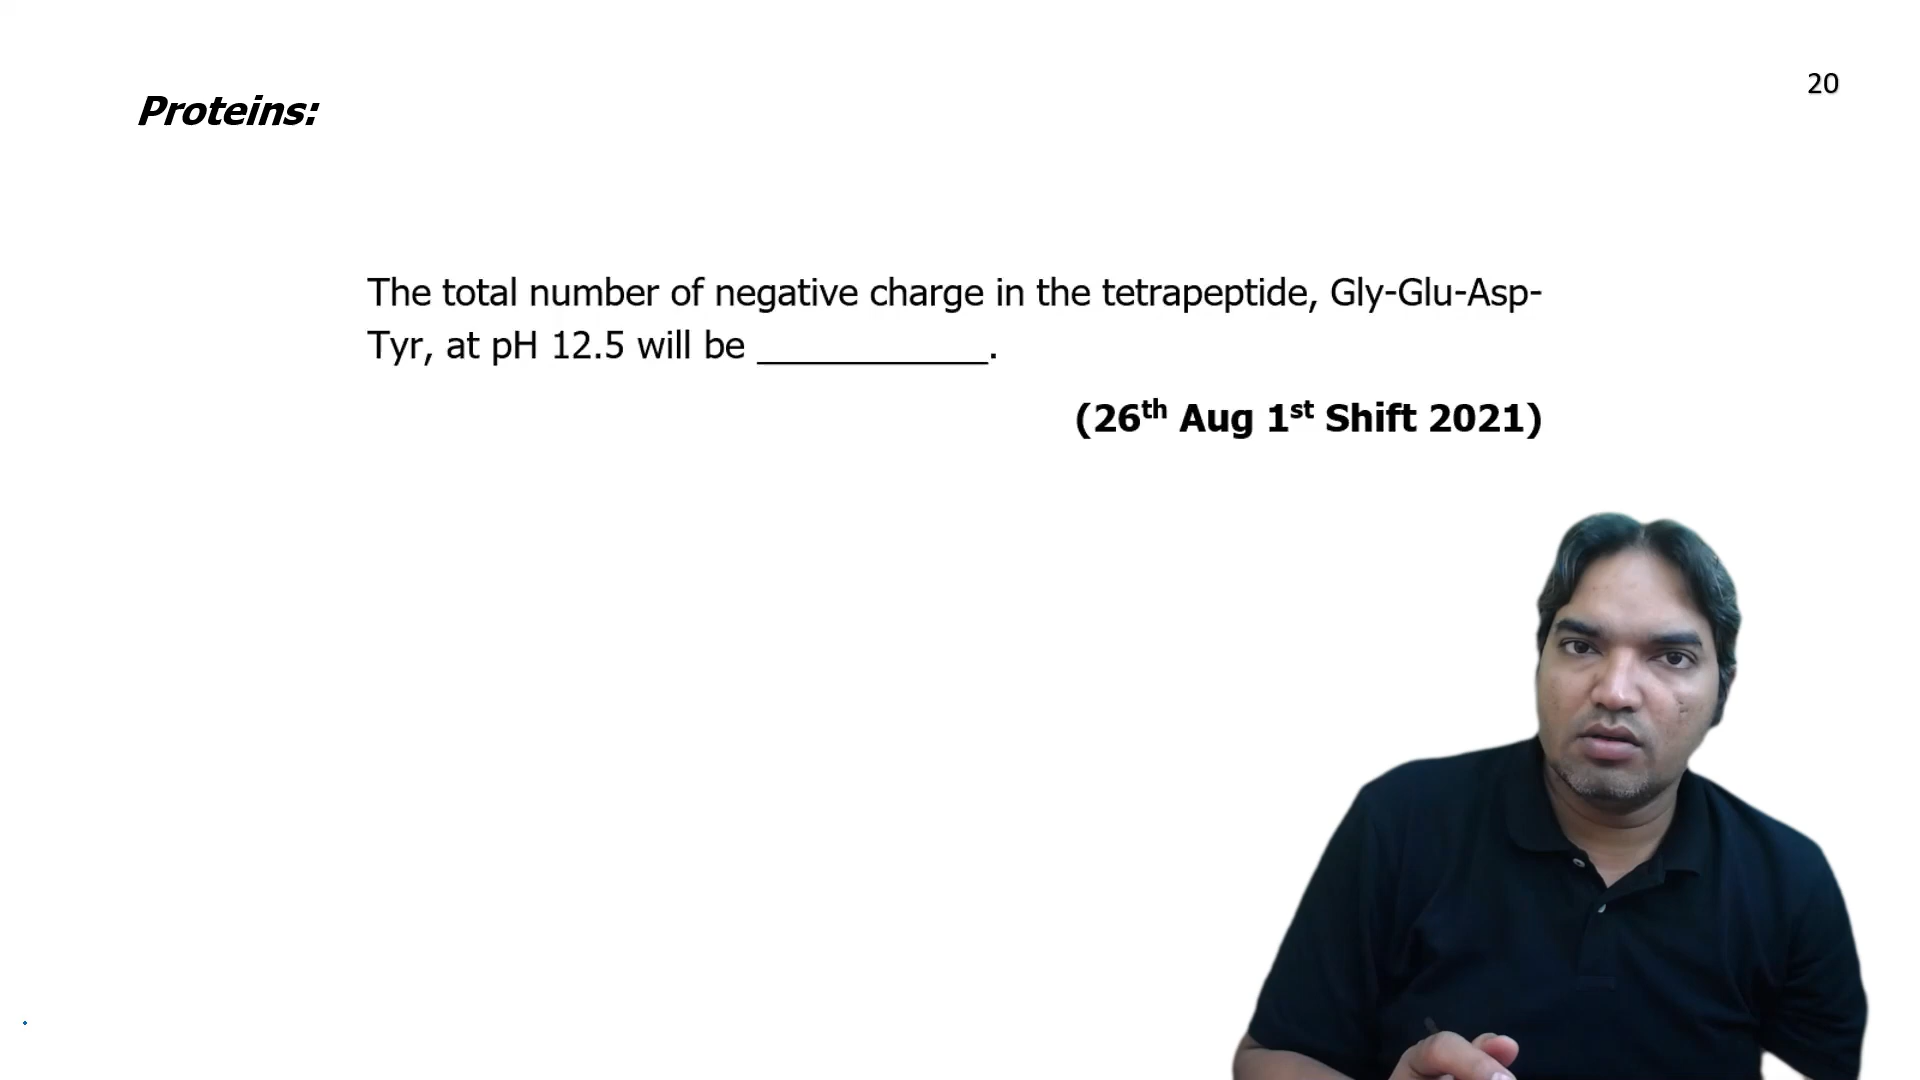 20
Proteins:
The total number of negative charge in the tetrapeptide, Gly-Glu-Asp-
Tyr, at pH 12.5 will be ____________.
(26th Aug 1st Shift 2021)